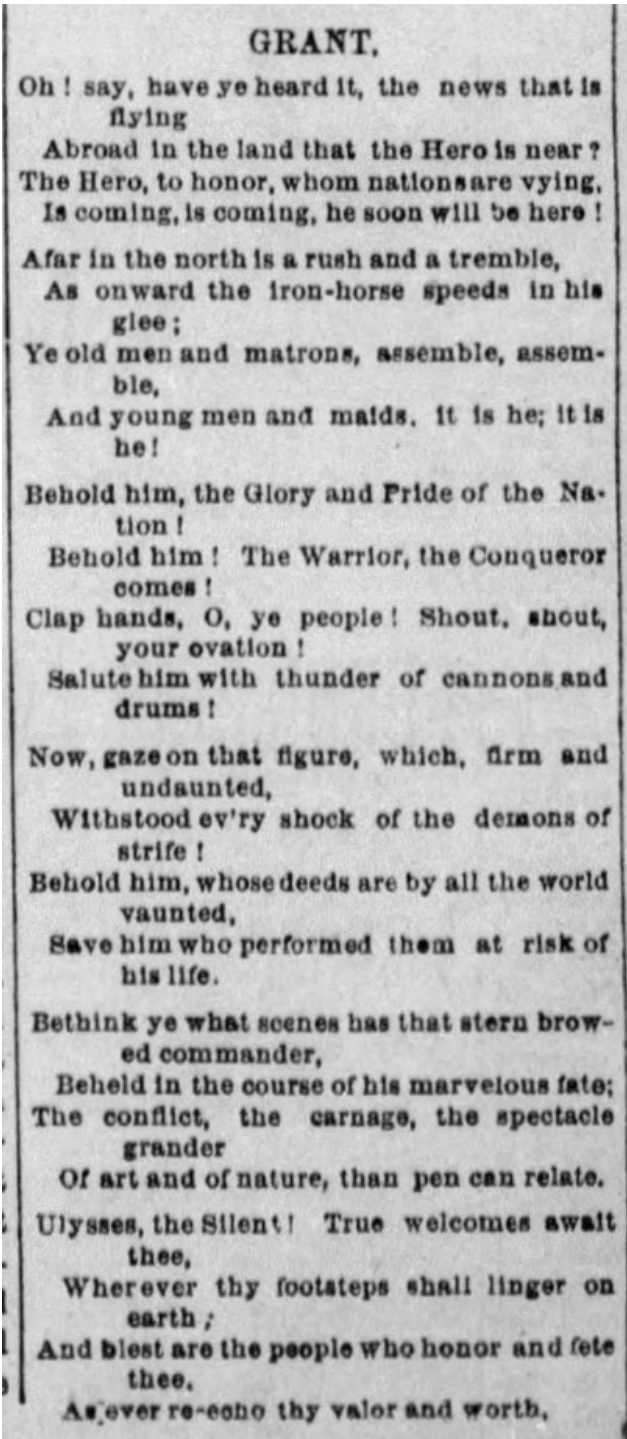 GRANT.
Oh! say, have ye heard it, the news that is
flying
Abroad in the land that the Hero is near?
The Hero, to honor, whom nations are vying,
Is coming, is coming, he soon will be here!
Afar in the north is a rush and a tremble,
As onward the iron-horse speeds in his
glee;
Ye old men and matrons, assemble, assem-
ble,
And young men and maids, it is he; it is
he!
Behold him, the Glory and Pride of the Na-
tion!
Behold him! The Warrior, the Conqueror
comes!
Clap hands, O, ye people! Shout, shout,
your ovation!
Salute him with thunder of cannons and
drums!
Now, gaze on that figure, which, firm and
undaunted,
Withstood ev'ry shock of the demons of
strife!
Behold him, whose deeds are by all the world
vaunted,
Save him who performed them at risk of
his life.
Bethink ye what scenes has that stern brow-
ed commander,
Beheld in the course of his marvelous fate;
The conflict, the carnage, the spectacle
grander
Of art and of nature, than pen can relate.
Ulysses, the Silent! True welcomes await
thee,
Wherever thy footsteps shall linger on
earth;
And blest are the people who honor and fete
thee,
As ever re-echo thy valor and worth.